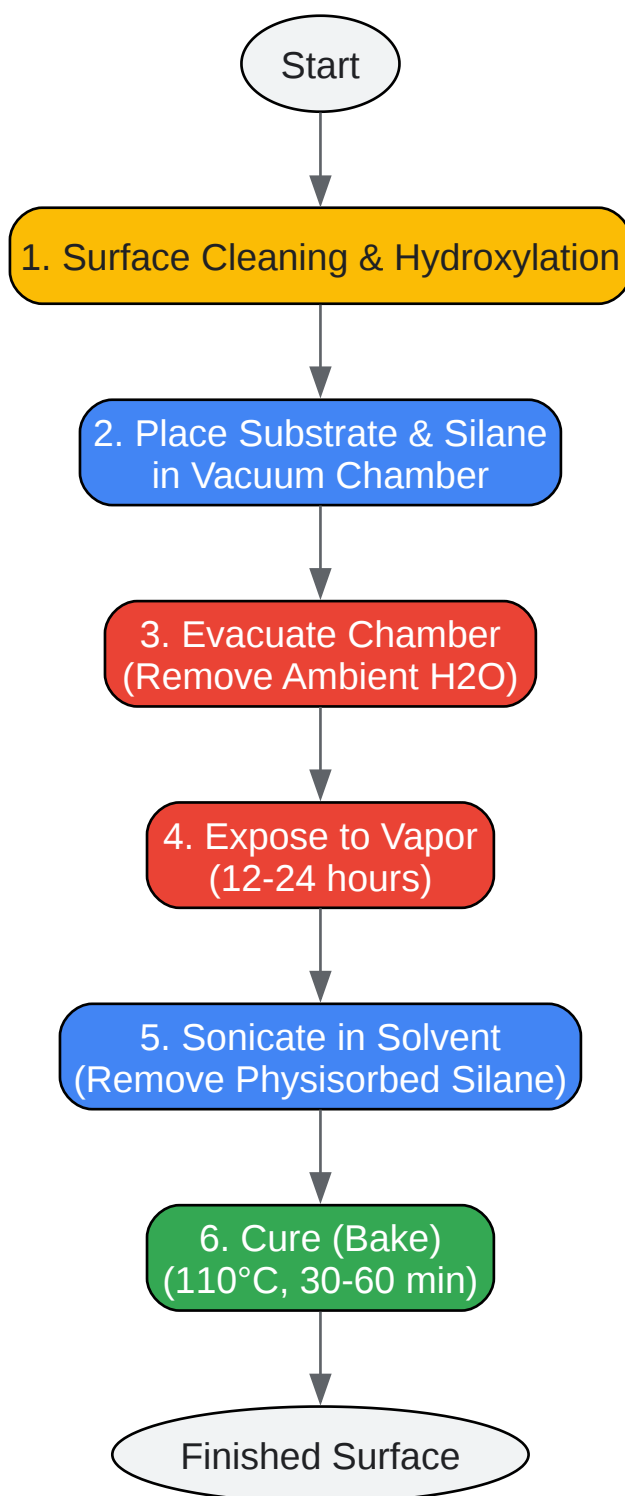 Start
1. Surface Cleaning & Hydroxylation
2. Place Substrate & Silane
in Vacuum Chamber
3. Evacuate Chamber
(Remove Ambient H2O)
4. Expose to Vapor
(12-24 hours)
5. Sonicate in Solvent
(Remove Physisorbed Silane)
6. Cure (Bake)
(110°C, 30-60 min)
Finished Surface